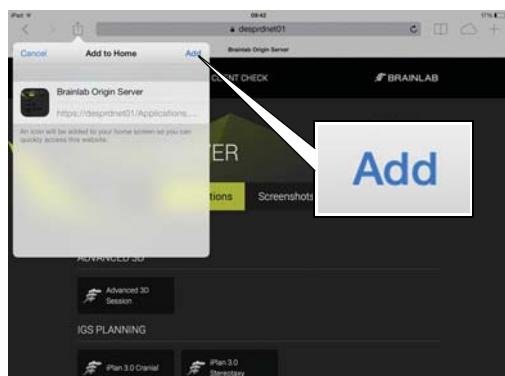 iPad
09:42
17%
desprdnet01
Cancel
Add to Home
Add
Brainlab Origin Server
Brainlab Origin Server
https://desprdnet01/Applications....
An icon will be added to your home screen so you can
quickly access this website.
CLIENT CHECK
BRAINLAB
ER
tions
Screenshots
Add
ADVANCED 3D
Advanced 3D
Session
IGS PLANNING
iPlan 3.0 Cranial
iPlan 3.0
Stereotaxy